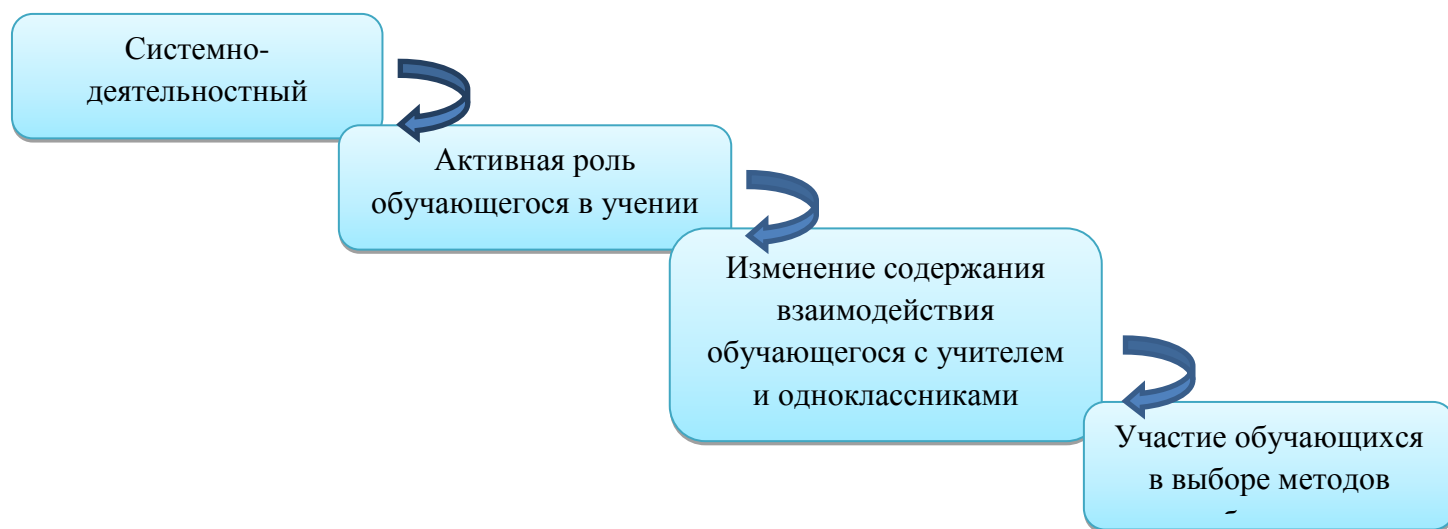 Системно-
деятельностный
Активная роль
обучающегося в учении
Изменение содержания
взаимодействия
обучающегося с учителем
и одноклассниками
Участие обучающихся
в выборе методов